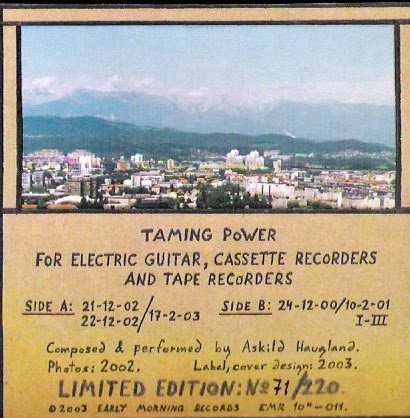 TAMING POWER
FOR ELECTRIC GUITAR, CASSETTE RECORDERS
AND TAPE RECORDERS
SIDE A: 21-12-02 / 17-2-03 SIDE B: 24-12-00/10-2-01
22-12-02 I-III
Composed & performed by Askild Haugland.
Photos: 2002. Label, cover design: 2003.
LIMITED EDITION: No 71/220.
©2003 EARLY MORNING RECORDS EMR 10"-011.